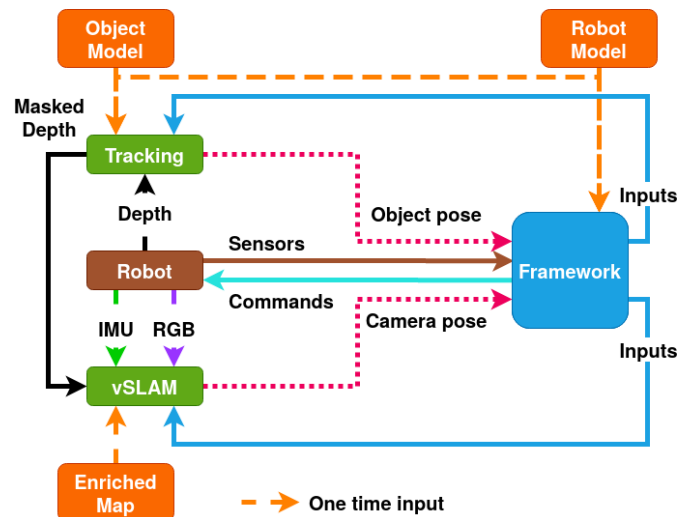 Object
Model
Robot
Model
Masked
Depth
Tracking
Inputs
Depth
Object pose
Sensors
Robot
Framework
Commands
IMU
RGB
Camera pose
Inputs
vSLAM
Enriched
Map
One time input